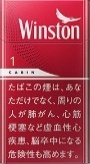 Winston
1
CABIN
たばこの煙は、あな
ただけでなく、周りの
人が肺がん、心筋
梗塞など虚血性心
疾患、脳卒中になる
危険性も高めます。